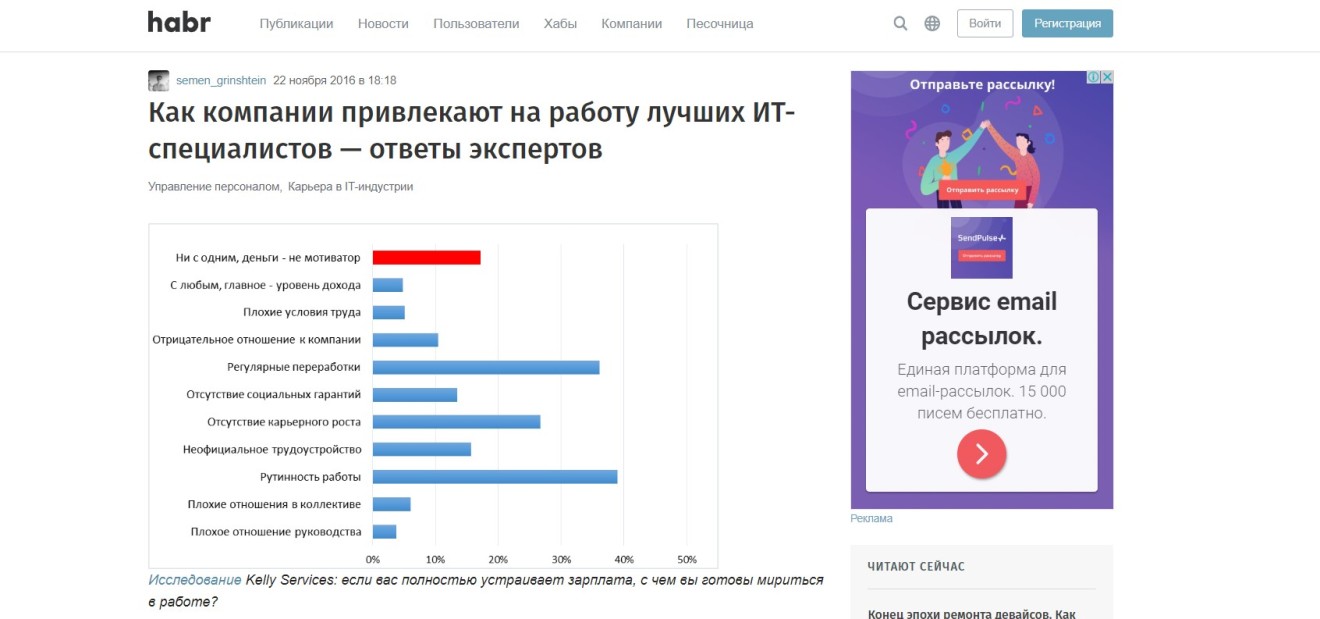 habr
Публикации Новости Пользователи Хабы Компании Песочница
Войти
Регистрация
semen_grinshtein 22 ноября 2016 в 18:18
Как компании привлекают на работу лучших ИТ-
специалистов — ответы экспертов
Управление персоналом, Карьера в IT-индустрии
Ни с одним, деньги - не мотиватор
С любым, главное - уровень дохода
Плохие условия труда
Отрицательное отношение к компании
Регулярные переработки
Отсутствие социальных гарантий
Отсутствие карьерного роста
Неофициальное трудоустройство
Рутинность работы
Плохие отношения в коллективе
Плохое отношение руководства
0% 10% 20% 30% 40% 50%
Исследование Kelly Services: если вас полностью устраивает зарплата, с чем вы готовы мириться
в работе?
Отправьте рассылку!
Отправить рассылку
SendPulse
Отправить рассылку
Сервис email
рассылок.
Единая платформа для
email-рассылок. 15 000
писем бесплатно.
Реклама
ЧИТАЮТ СЕЙЧАС
Конец эпохи ремонта девайсов. Как